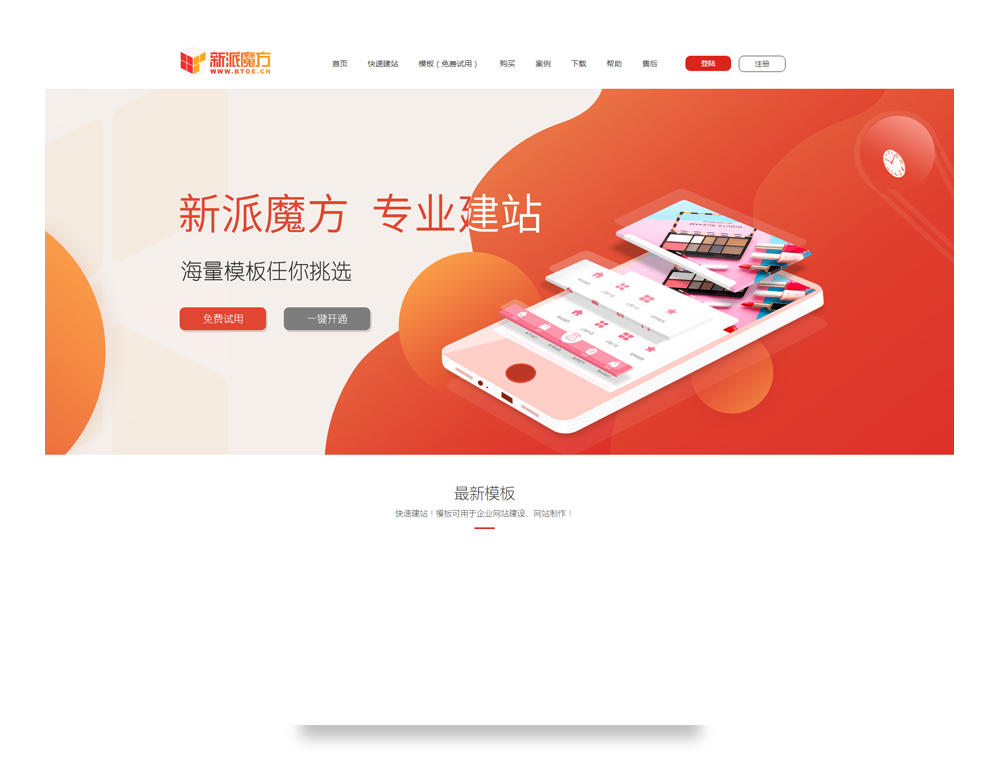 新派魔方
WWW.BTOE.CN
首页 快速建站 模板（免费试用） 购买 案例 下载 帮助 售后 登陆 注册
新派魔方 专业建站
海量模板任你挑选
免费试用 一键开通
最新模板
快速建站！模板可用于企业网站建设、网站制作！